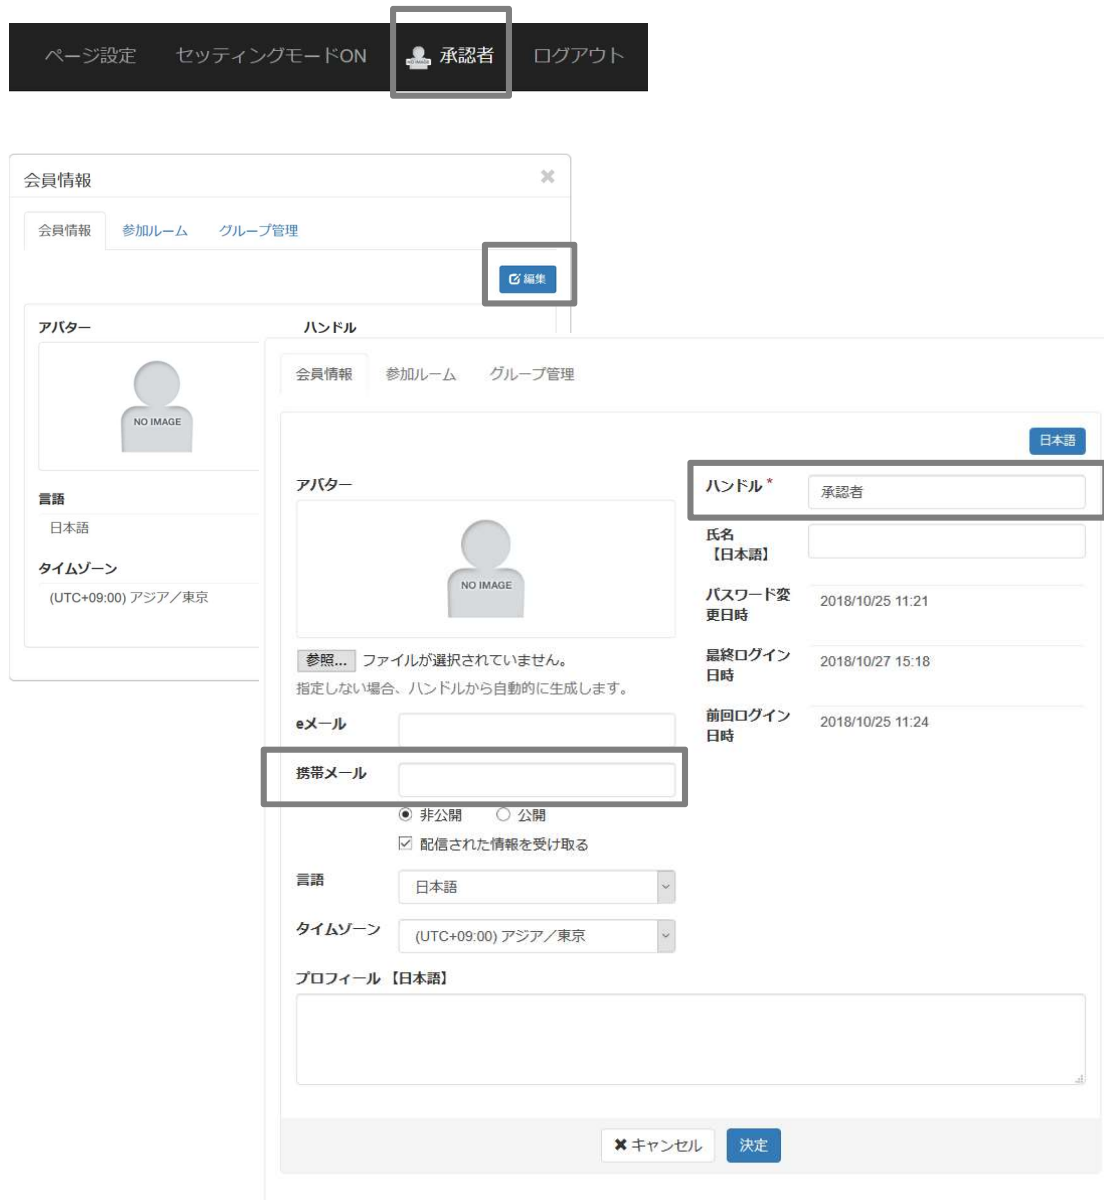 ページ設定 セッティングモードON 承認者 ログアウト
会員情報 ✖
会員情報 参加ルーム グループ管理
編集
アバター ハンドル
NO IMAGE
言語
日本語
タイムゾーン
(UTC+09:00) アジア／東京
会員情報 参加ルーム グループ管理
日本語
アバター
NO IMAGE
参照... ファイルが選択されていません。
指定しない場合、ハンドルから自動的に生成します。
eメール
携帯メール
非公開 公開
配信された情報を受け取る
言語 日本語
タイムゾーン (UTC+09:00) アジア／東京
ハンドル * 承認者
氏名
【日本語】
パスワード変
更日時
2018/10/25 11:21
最終ログイン
日時
2018/10/27 15:18
前回ログイン
日時
2018/10/25 11:24
プロフィール 【日本語】
✖ キャンセル 決定